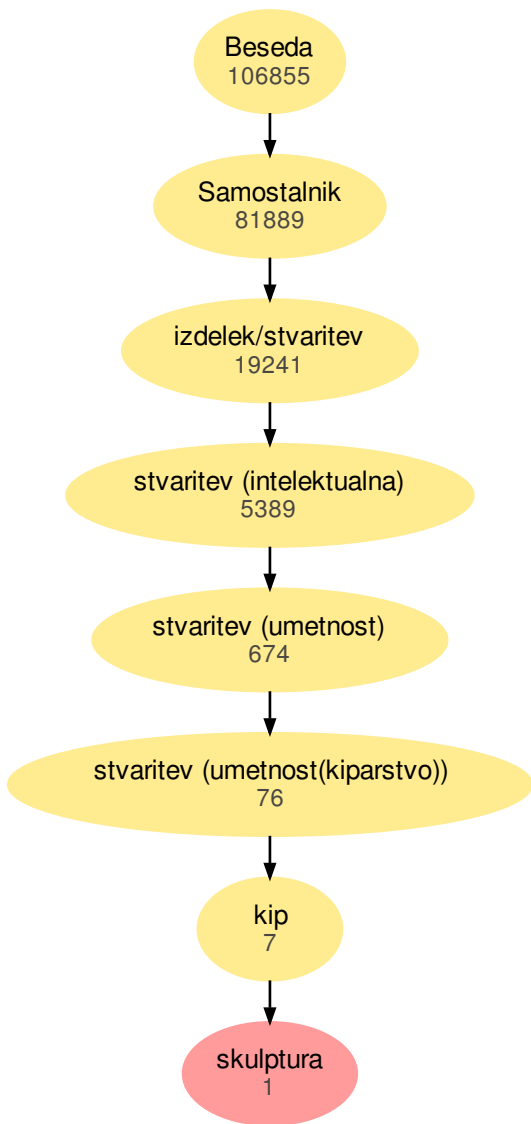 Beseda
106855
Samostalnik
81889
izdelek/stvaritev
19241
stvaritev (intelektualna)
5389
stvaritev (umetnost)
674
stvaritev (umetnost(kiparstvo))
76
kip
7
skulptura
1